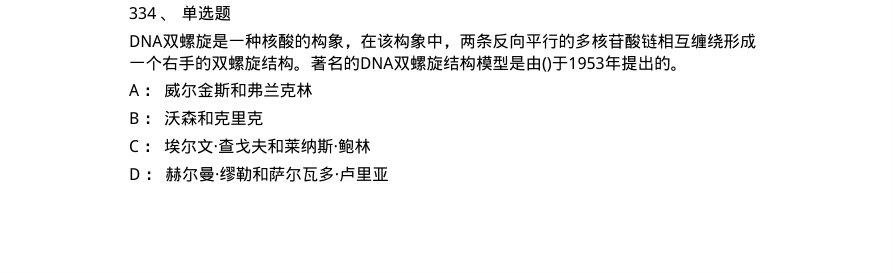 334 、 单选题
DNA双螺旋是一种核酸的构象，在该构象中，两条反向平行的多核苷酸链相互缠绕形成
一个右手的双螺旋结构。著名的DNA双螺旋结构模型是由()于1953年提出的。
A ： 威尔金斯和弗兰克林
B ： 沃森和克里克
C ： 埃尔文·查戈夫和莱纳斯·鲍林
D ： 赫尔曼·缪勒和萨尔瓦多·卢里亚